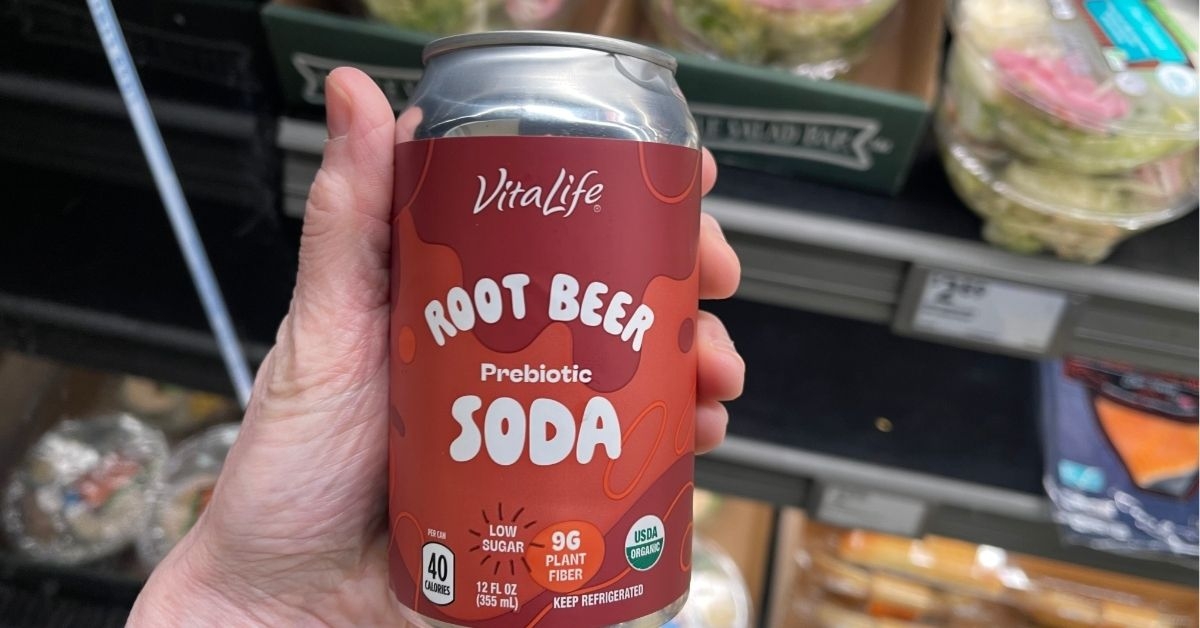 VitaLife®
ROOT BEER
Prebiotic
SODA
PER CAN
40
CALORIES
LOW
SUGAR
9G
PLANT
FIBER
USDA
ORGANIC
12 FL OZ
(355 mL)
KEEP REFRIGERATED
SALAD BAR